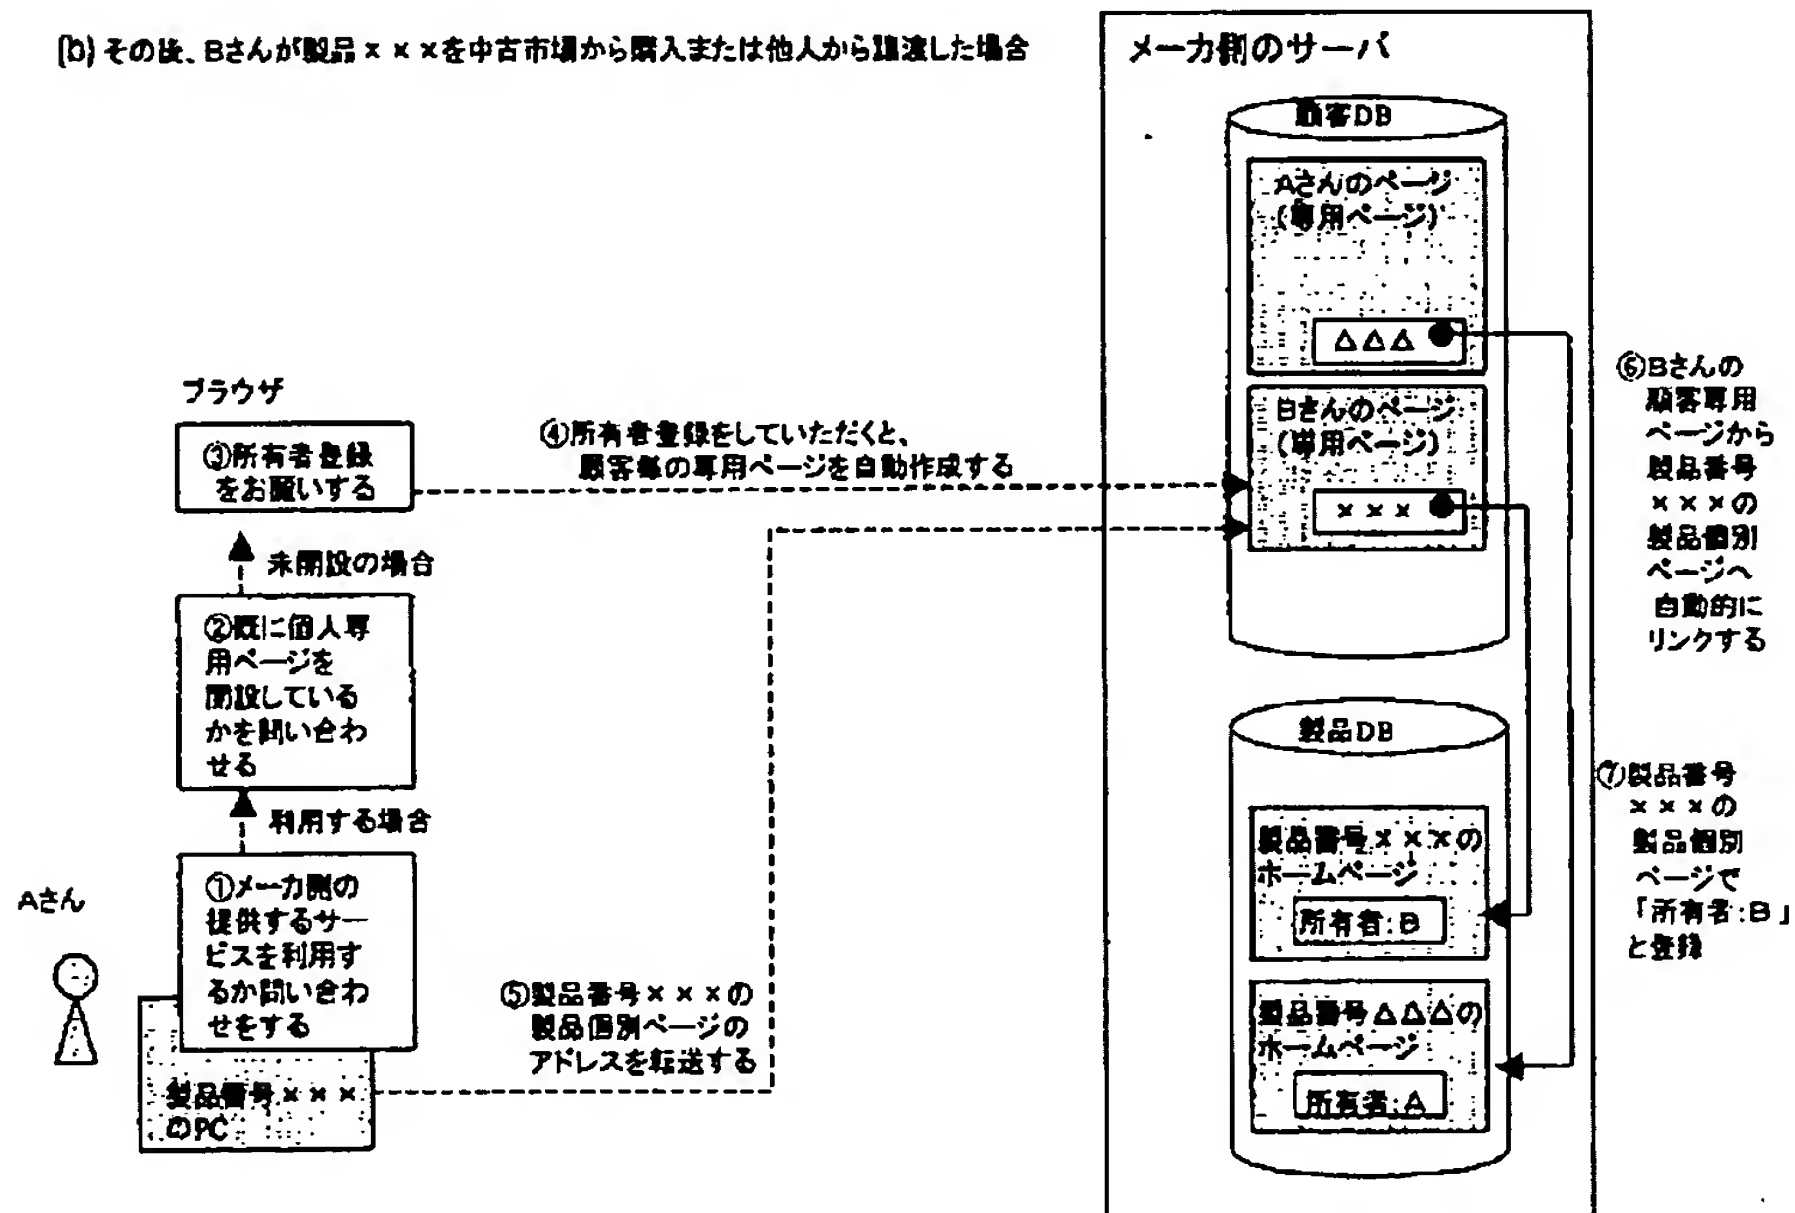 (b) その後、Bさんが製品×××を中古市場から購入または他人から譲渡した場合
メーカ側のサーバ
顧客DB
Aさんのページ
(専用ページ)
△△△
Bさんのページ
(専用ページ)
×××
⑥Bさんの
顧客専用
ページから
製品番号
×××の
製品個別
ページへ
自動的に
リンクする
ブラウザ
③所有者登録
をお願いする
④所有者登録をしていただくと、
顧客毎の専用ページを自動作成する
未開設の場合
②既に個人専
用ページを
開設している
かを問い合わ
せる
利用する場合
①メーカ側の
提供するサー
ビスを利用す
るか問い合わ
せをする
Aさん
製品番号×××
のPC
⑤製品番号×××の
製品個別ページの
アドレスを転送する
製品DB
製品番号×××の
ホームページ
所有者:B
製品番号△△△の
ホームページ
所有者:A
⑦製品番号
×××の
製品個別
ページで
「所有者:B」
と登録